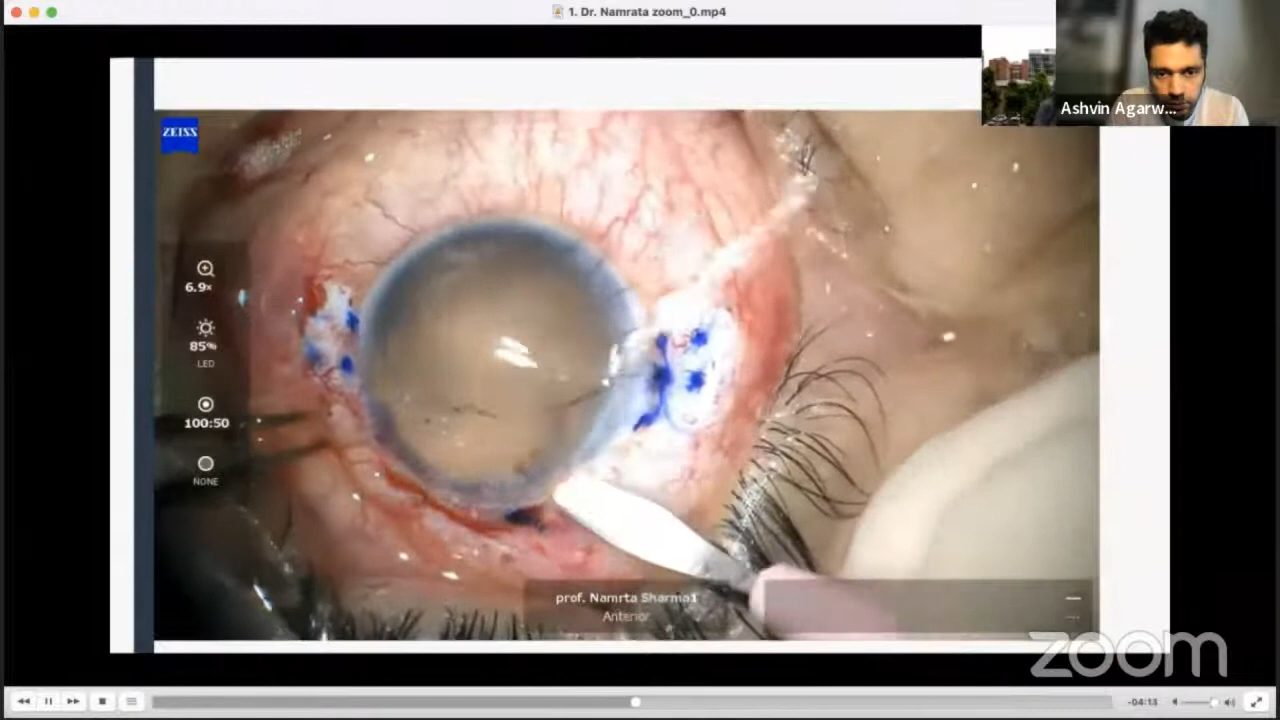 1. Dr. Namrata zoom_0.mp4
Ashvin Agarw...
ZEISS
6.9x
85%
LED
100:50
NONE
prof. Namrta Sharma1
Anterior
zoom
-04:13